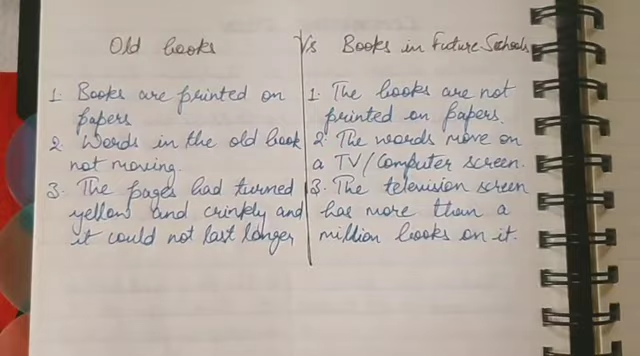 Old books Vs Books in Future Schools
1. Books are printed on
papers
2. Words in the old book
not moving.
3. The pages had turned
yellow and crinkly and
it could not last longer
1. The books are not
printed on papers.
2. The words move on
a TV/Computer screen.
3. The television screen
has more than a
million books on it.